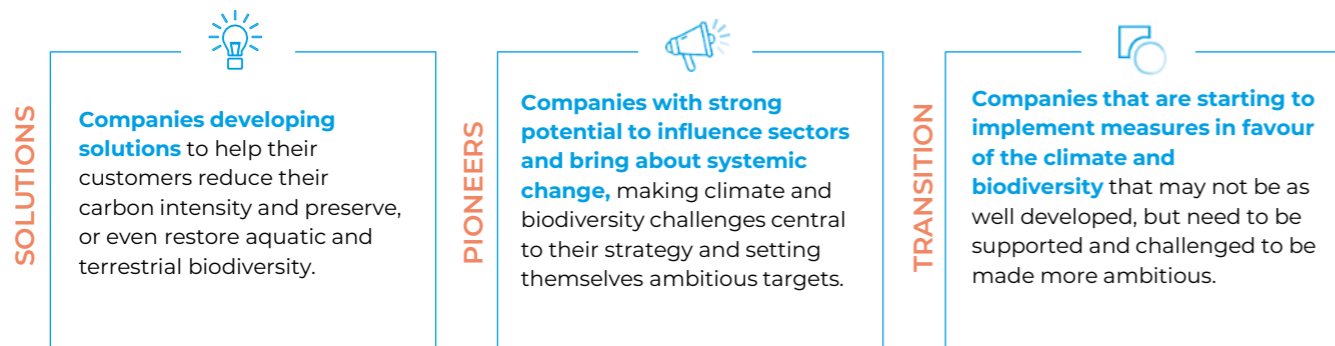 SOLUTIONS
Companies developing
solutions to help their
customers reduce their
carbon intensity and preserve,
or even restore aquatic and
terrestrial biodiversity.
PIONEERS
Companies with strong
potential to influence sectors
and bring about systemic
change, making climate and
biodiversity challenges central
to their strategy and setting
themselves ambitious targets.
TRANSITION
Companies that are starting to
implement measures in favour
of the climate and
biodiversity that may not be as
well developed, but need to be
supported and challenged to be
made more ambitious.